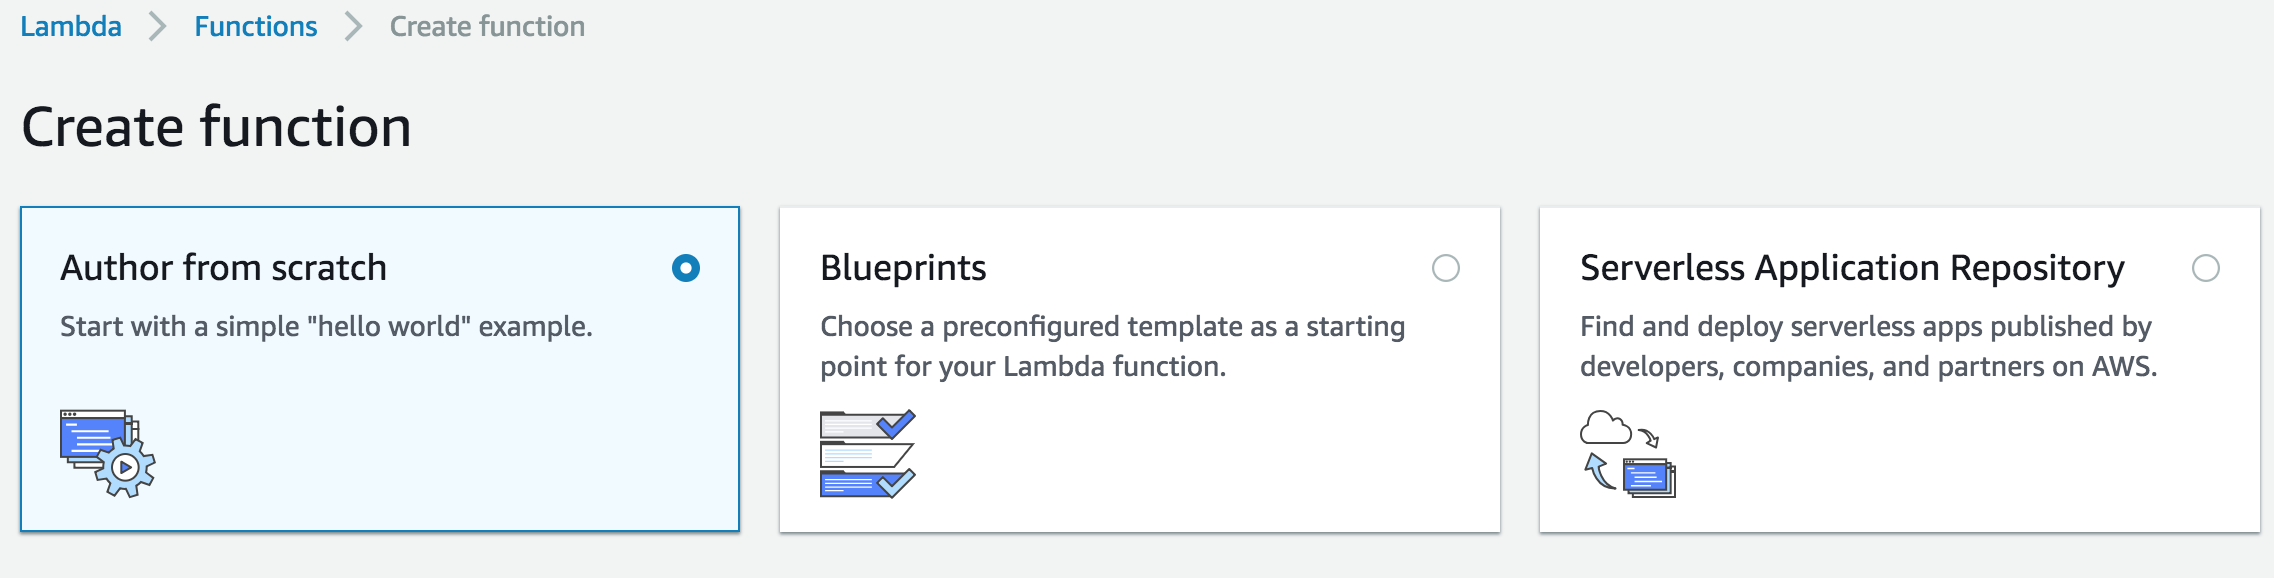 Lambda > Functions > Create function
Create function
Author from scratch
Start with a simple "hello world" example.
Blueprints
Choose a preconfigured template as a starting
point for your Lambda function.
Serverless Application Repository
Find and deploy serverless apps published by
developers, companies, and partners on AWS.